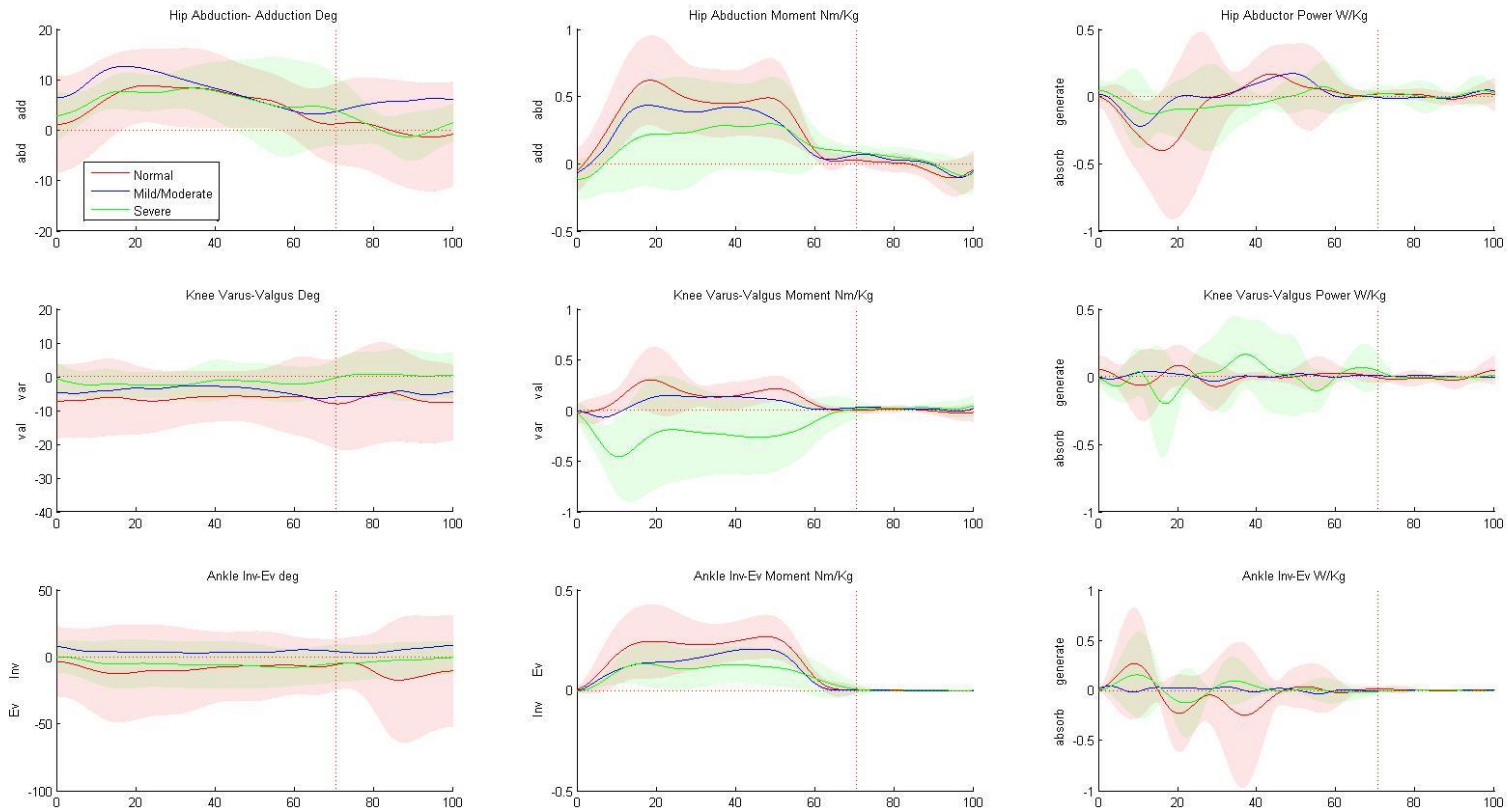 Hip Abduction- Adduction Deg
20
10
0
-10
-20
add
abd
Normal
Mild/Moderate
Severe
0 20 40 60 80 100
Hip Abduction Moment Nm/Kg
1
0.5
0
-0.5
abd
add
0 20 40 60 80 100
Hip Abductor Power W/Kg
0.5
0
-0.5
-1
generate
absorb
0 20 40 60 80 100
Knee Varus-Valgus Deg
20
10
0
-10
-20
-30
-40
var
val
0 20 40 60 80 100
Knee Varus-Valgus Moment Nm/Kg
1
0.5
0
-0.5
-1
val
var
0 20 40 60 80 100
Knee Varus-Valgus Power W/Kg
0.5
0
-0.5
-1
generate
absorb
0 20 40 60 80 100
Ankle Inv-Ev deg
50
0
-50
-100
Inv
Ev
0 20 40 60 80 100
Ankle Inv-Ev Moment Nm/Kg
0.5
0
-0.5
Ev
Inv
0 20 40 60 80 100
Ankle Inv-Ev W/Kg
1
0.5
0
-0.5
-1
generate
absorb
0 20 40 60 80 100